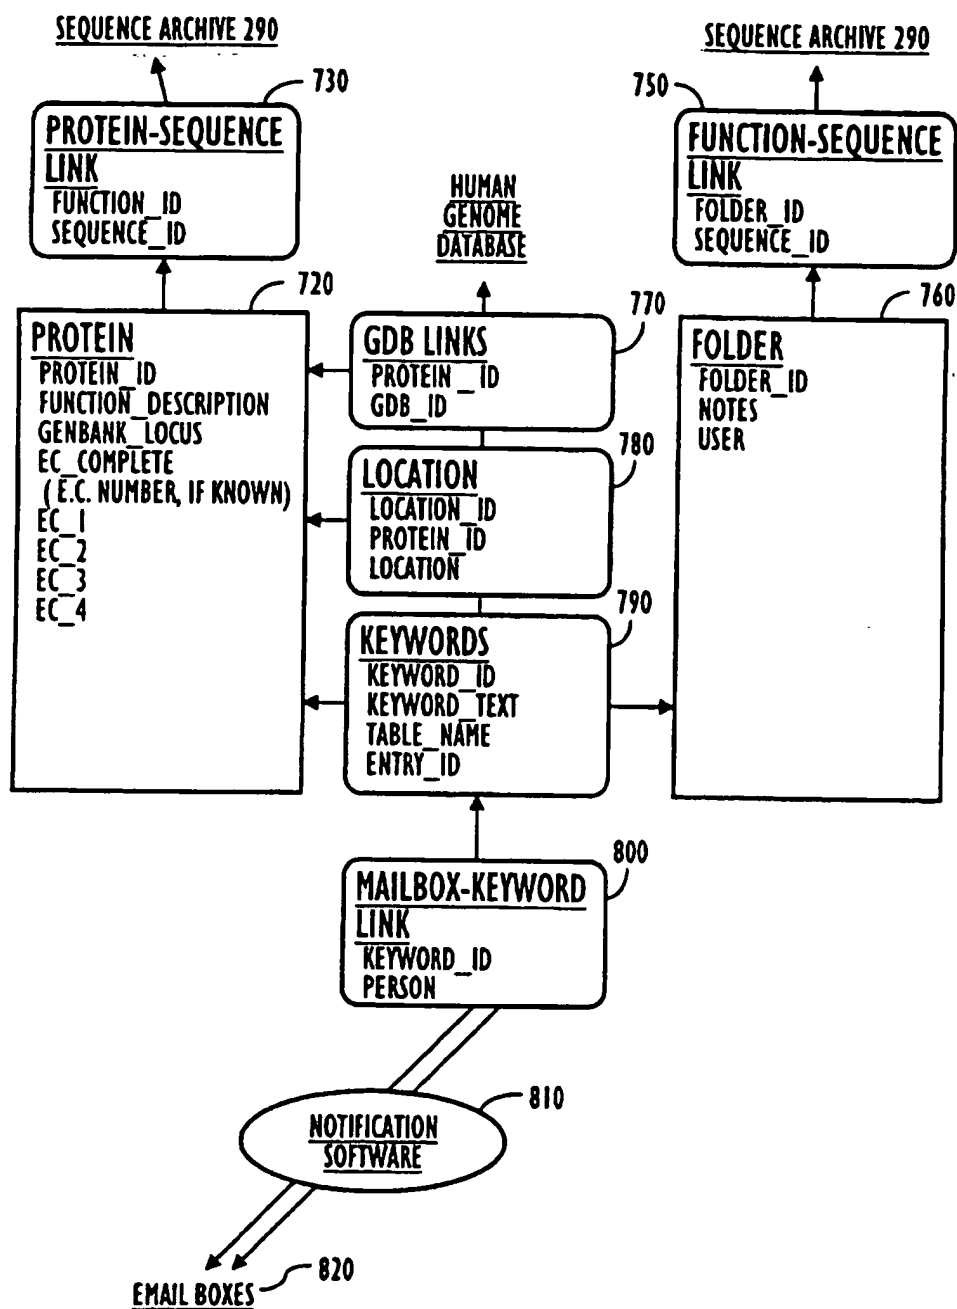 SEQUENCE ARCHIVE 290
730
PROTEIN-SEQUENCE
LINK
FUNCTION_ID
SEQUENCE_ID
SEQUENCE ARCHIVE 290
750
FUNCTION-SEQUENCE
LINK
FOLDER_ID
SEQUENCE_ID
HUMAN
GENOME
DATABASE
720
PROTEIN
PROTEIN_ID
FUNCTION_DESCRIPTION
GENBANK_LOCUS
EC_COMPLETE
(E.C. NUMBER, IF KNOWN)
EC_1
EC_2
EC_3
EC_4
770
GDB LINKS
PROTEIN_ID
GDB_ID
780
LOCATION
LOCATION_ID
PROTEIN_ID
LOCATION
790
KEYWORDS
KEYWORD_ID
KEYWORD_TEXT
TABLE_NAME
ENTRY_ID
760
FOLDER
FOLDER_ID
NOTES
USER
800
MAILBOX-KEYWORD
LINK
KEYWORD_ID
PERSON
810
NOTIFICATION
SOFTWARE
820
EMAIL BOXES